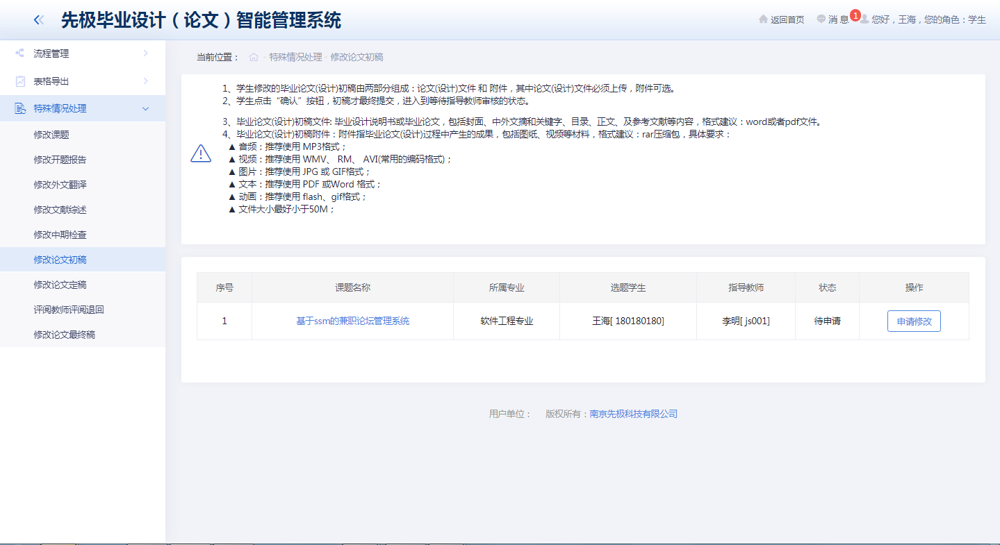 先极毕业设计（论文）智能管理系统
返回首页 消 息 1 您好，王海，您的角色：学生
流程管理
表格导出
特殊情况处理
修改课题
修改开题报告
修改外文翻译
修改文献综述
修改中期检查
修改论文初稿
修改论文定稿
评阅教师评阅退回
修改论文最终稿
当前位置： - 特殊情况处理 - 修改论文初稿
1、学生修改的毕业论文(设计)初稿由两部分组成：论文(设计)文件 和 附件，其中论文(设计)文件必须上传，附件可选。
2、学生点击“确认”按钮，初稿才最终提交，进入到等待指导教师审核的状态。
3、毕业论文(设计)初稿文件: 毕业设计说明书或毕业论文，包括封面、中外文摘和关键字、目录、正文、及参考文献等内容，格式建议：word或者pdf文件。
4、毕业论文(设计)初稿附件：附件指毕业论文(设计)过程中产生的成果，包括图纸、视频等材料，格式建议：rar压缩包，具体要求：
▲ 音频：推荐使用 MP3格式；
▲ 视频：推荐使用 WMV、 RM、 AVI(常用的编码格式)；
▲ 图片：推荐使用 JPG 或 GIF格式；
▲ 文本：推荐使用 PDF 或Word 格式；
▲ 动画：推荐使用 flash、gif格式；
▲ 文件大小最好小于50M；
序号 课题名称 所属专业 选题学生 指导教师 状态 操作
1 基于ssm的兼职论坛管理系统 软件工程专业 王海[ 180180180] 李明[ js001] 待申请 申请修改
用户单位： 版权所有：南京先极科技有限公司